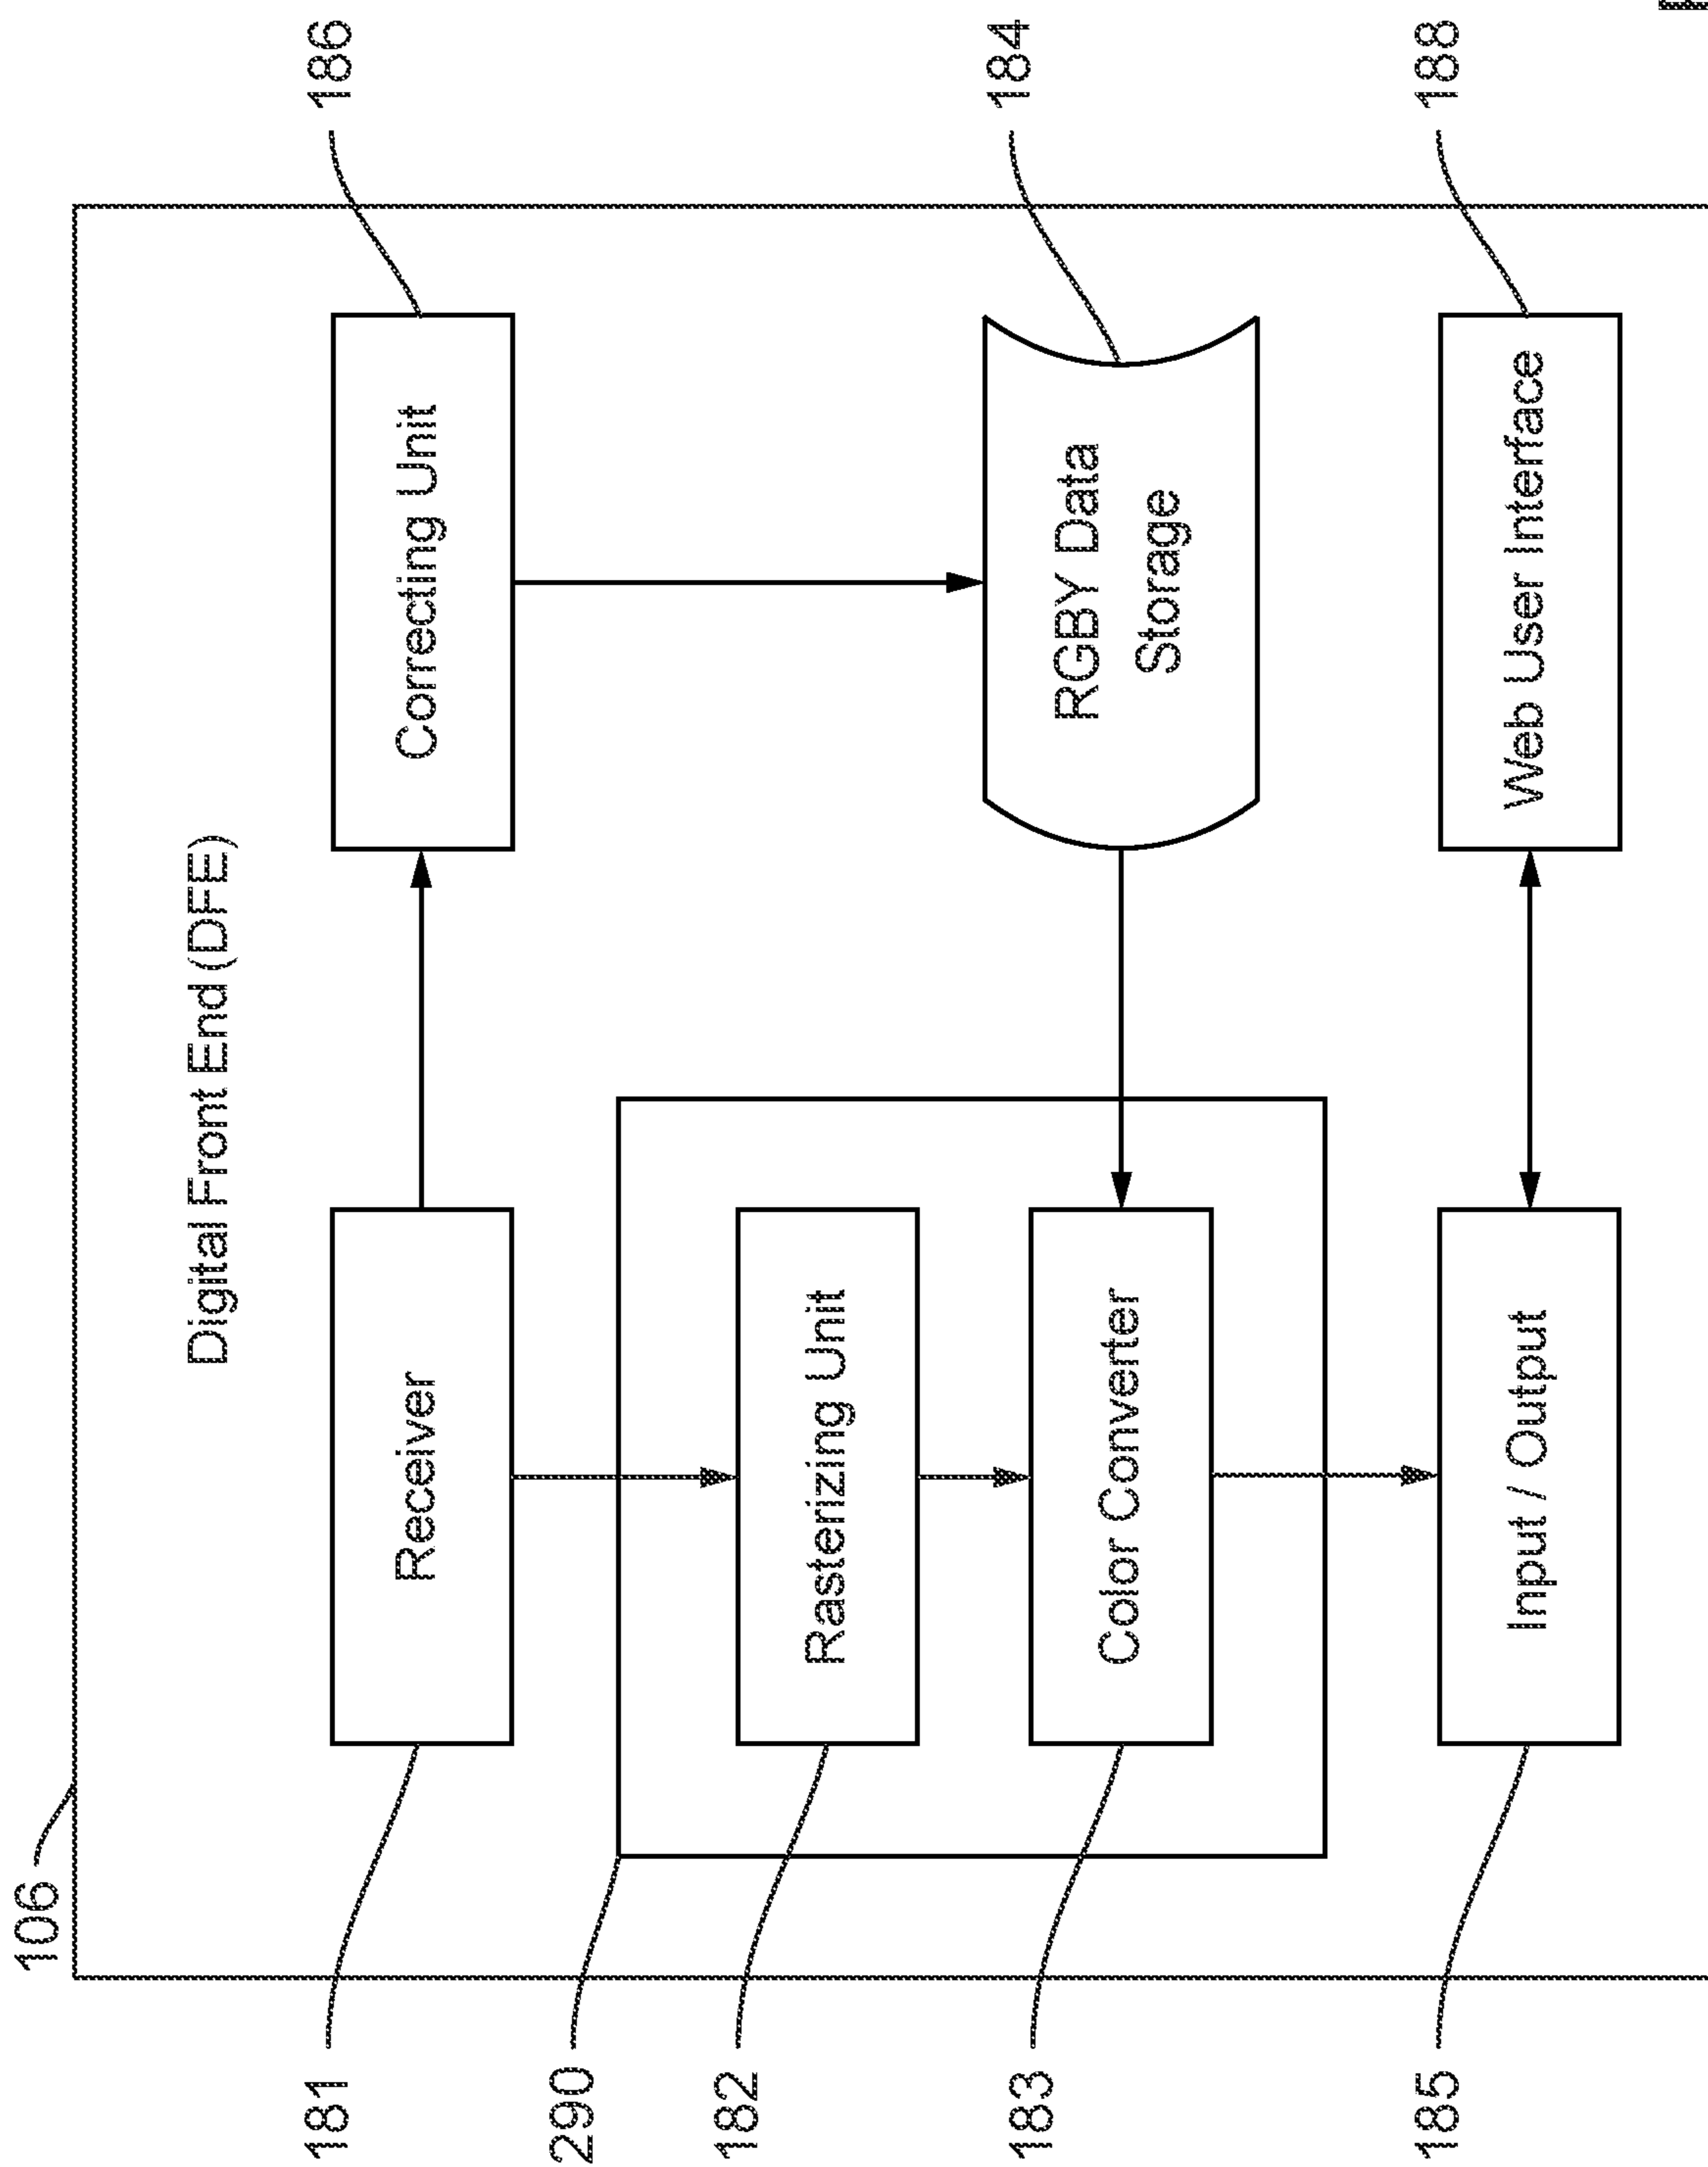 106
Digital Front End (DFE)
181
Receiver
Correcting Unit
186
290
182
Rasterizing Unit
183
Color Converter
RGBY Data
Storage
184
185
Input / Output
Web User Interface
188